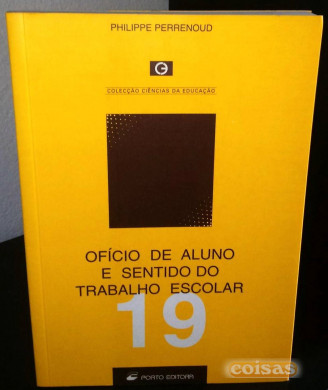 PHILIPPE PERRENOUD
COLECÇÃO CIÊNCIAS DA EDUCAÇÃO
OFÍCIO DE ALUNO
E SENTIDO DO
TRABALHO ESCOLAR
19
PORTO EDITORA
coisas